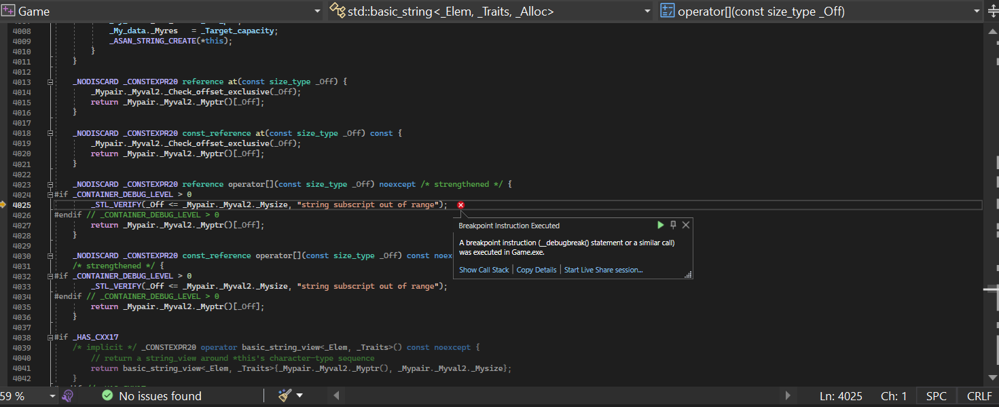 Game
std::basic_string<_Elem, _Traits, _Alloc>
operator[](const size_type _Off)
4008 _My_data._Myres = _Target_capacity;
4009 _ASAN_STRING_CREATE(*this);
4010 }
4011 }
4012
4013 _NODISCARD _CONSTEXPR20 reference at(const size_type _Off) {
4014 _Mypair._Myval2._Check_offset_exclusive(_Off);
4015 return _Mypair._Myval2._Myptr()[_Off];
4016 }
4017
4018 _NODISCARD _CONSTEXPR20 const_reference at(const size_type _Off) const {
4019 _Mypair._Myval2._Check_offset_exclusive(_Off);
4020 return _Mypair._Myval2._Myptr()[_Off];
4021 }
4022
4023 _NODISCARD _CONSTEXPR20 reference operator[](const size_type _Off) noexcept /* strengthened */ {
4024 #if _CONTAINER_DEBUG_LEVEL > 0
4025 _STL_VERIFY(_Off <= _Mypair._Myval2._Mysize, "string subscript out of range");
4026 #endif // _CONTAINER_DEBUG_LEVEL > 0
4027 return _Mypair._Myval2._Myptr()[_Off];
4028 }
4029
4030 _NODISCARD _CONSTEXPR20 const_reference operator[](const size_type _Off) const noex
4031 /* strengthened */ {
4032 #if _CONTAINER_DEBUG_LEVEL > 0
4033 _STL_VERIFY(_Off <= _Mypair._Myval2._Mysize, "string subscript out of range");
4034 #endif // _CONTAINER_DEBUG_LEVEL > 0
4035 return _Mypair._Myval2._Myptr()[_Off];
4036 }
4037
4038 #if _HAS_CXX17
4039 /* implicit */ _CONSTEXPR20 operator basic_string_view<_Elem, _Traits>() const noexcept {
4040 // return a string_view around *this's character-type sequence
4041 return basic_string_view<_Elem, _Traits>{_Mypair._Myval2._Myptr(), _Mypair._Myval2._Mysize};
4042 }
Breakpoint Instruction Executed
A breakpoint instruction (__debugbreak() statement or a similar call)
was executed in Game.exe.
Show Call Stack | Copy Details | Start Live Share session...
59 %
No issues found
Ln: 4025 Ch: 1 SPC CRLF